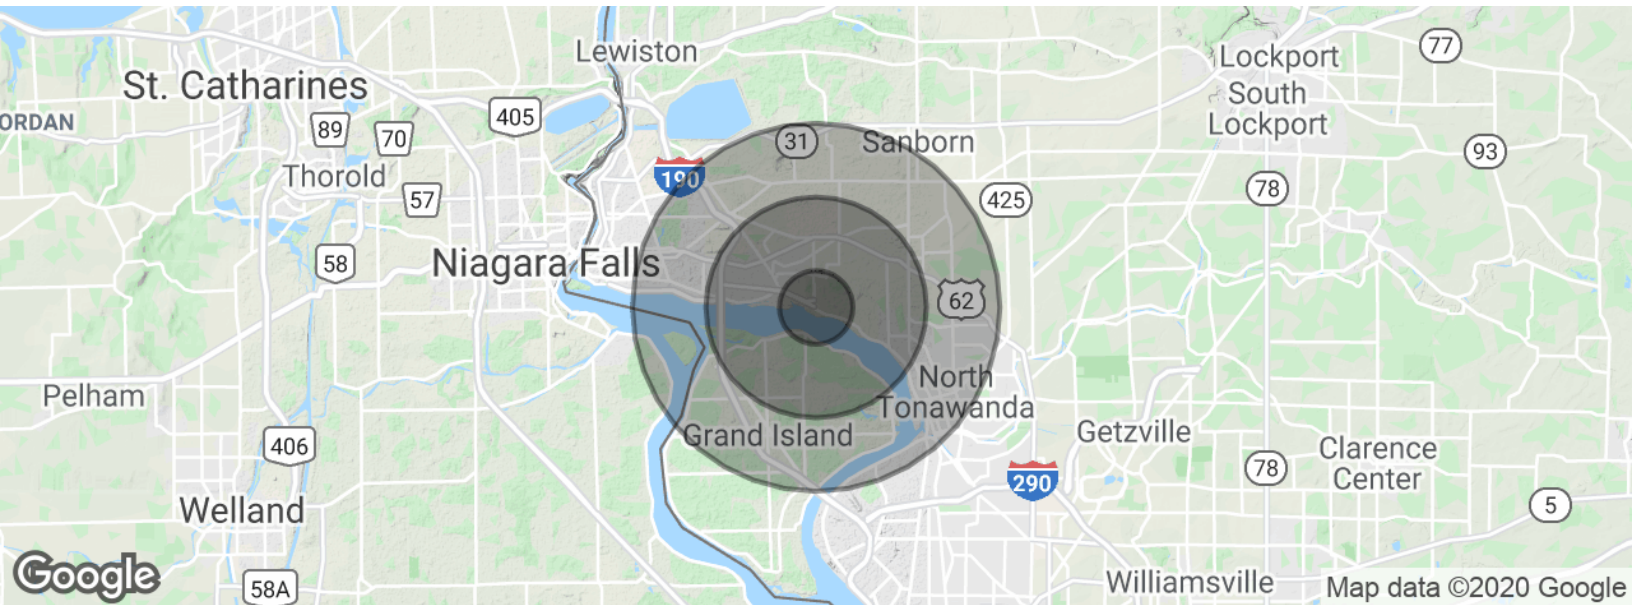 Lewiston
77
Lockport
St. Catharines
South
Lockport
405
ORDAN
89
70
31
Sanborn
93
Thorold
190
78
57
425
58
Niagara Falls
62
North
Tonawanda
Pelham
Grand Island
Getzville
406
Clarence
Center
78
290
Welland
5
Google
58A
Williamsville
Map data ©2020 Google